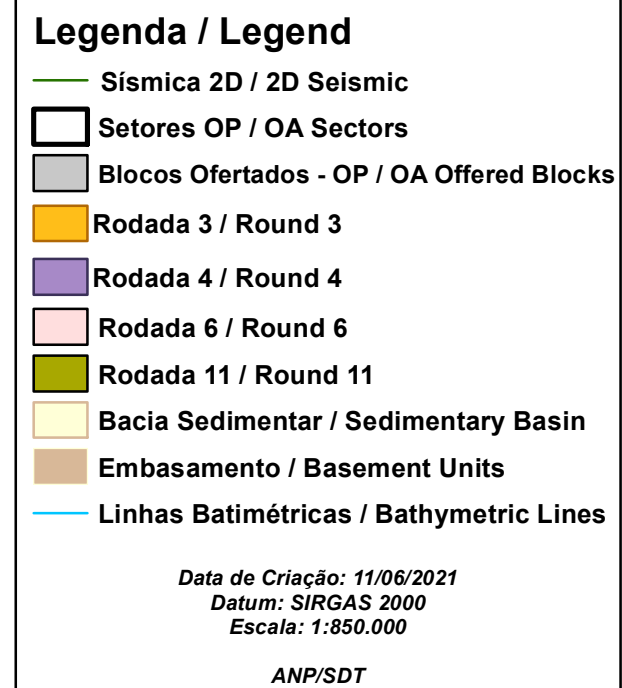 Legenda / Legend
Sísmica 2D / 2D Seismic
Setores OP / OA Sectors
Blocos Ofertados - OP / OA Offered Blocks
Rodada 3 / Round 3
Rodada 4 / Round 4
Rodada 6 / Round 6
Rodada 11 / Round 11
Bacia Sedimentar / Sedimentary Basin
Embasamento / Basement Units
Linhas Batimétricas / Bathymetric Lines
Data de Criação: 11/06/2021
Datum: SIRGAS 2000
Escala: 1:850.000
ANP/SDT